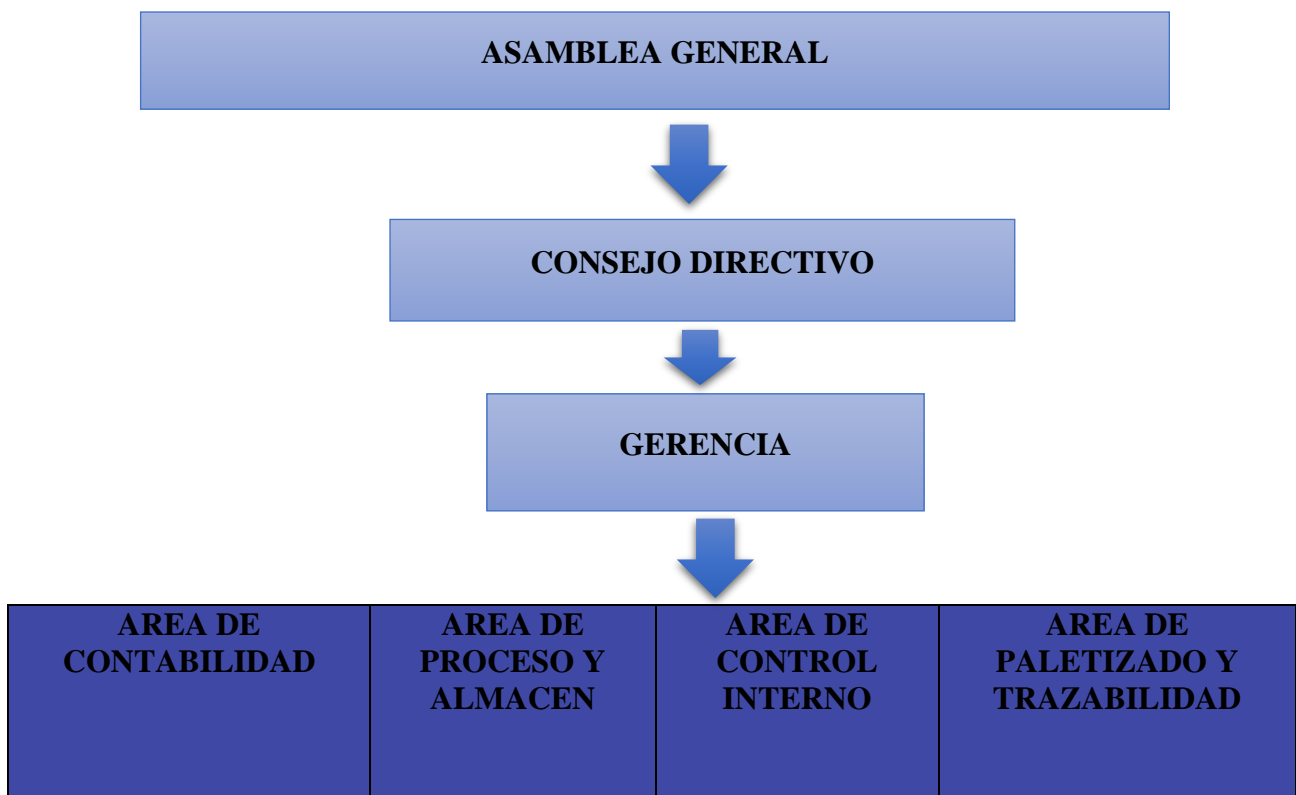 ASAMBLEA GENERAL
CONSEJO DIRECTIVO
GERENCIA
AREA DE
CONTABILIDAD
AREA DE
PROCESO Y
ALMACEN
AREA DE
CONTROL
INTERNO
AREA DE
PALETIZADO Y
TRAZABILIDAD